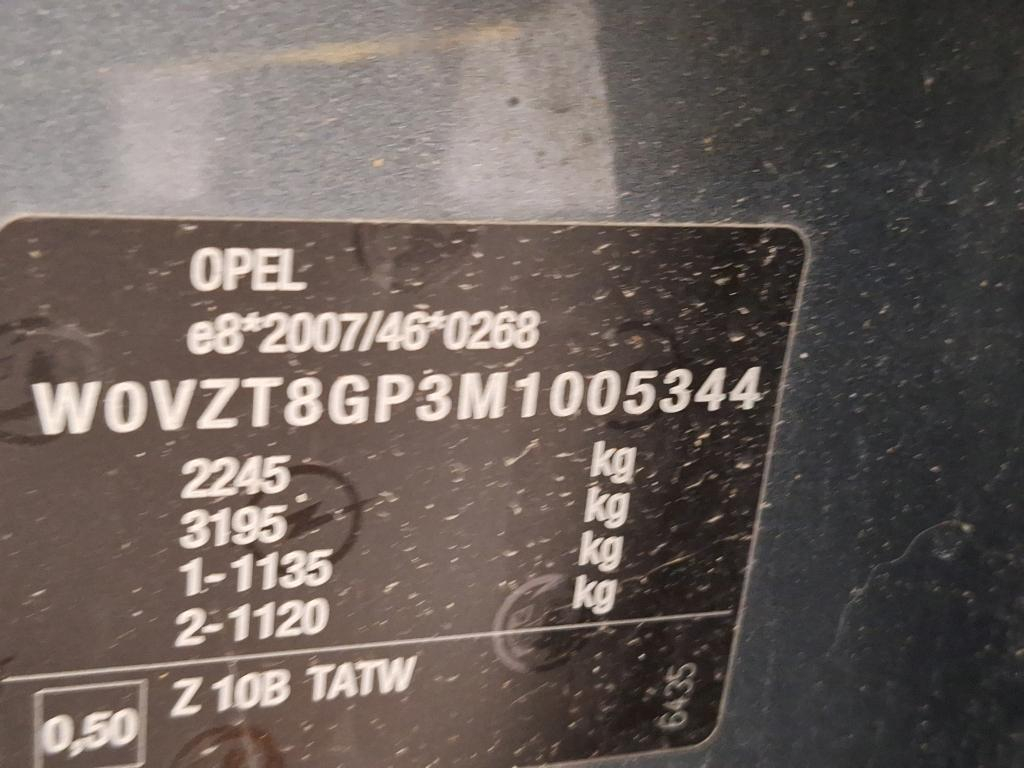 OPEL
e8*2007/46*0268
W0VZT8GP3M1005344
2245 kg
3195 kg
1-1135 kg
2-1120 kg
0,50 Z 10B TATW
6435